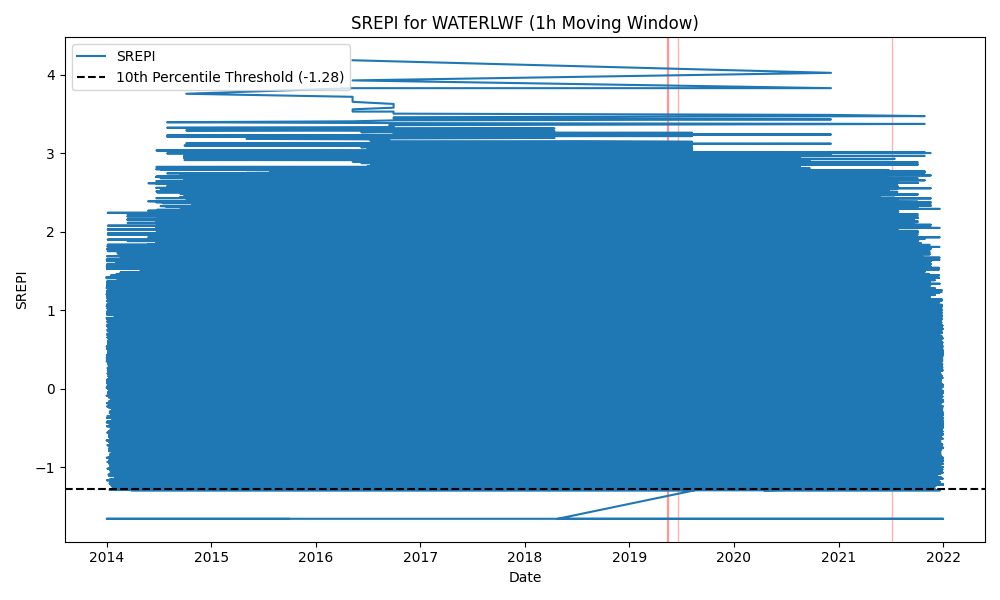 SREPI for WATERLWF (1h Moving Window)
SREPI
10th Percentile Threshold (-1.28)
SREPI
4
3
2
1
0
−1
2014 2015 2016 2017 2018 2019 2020 2021 2022
Date